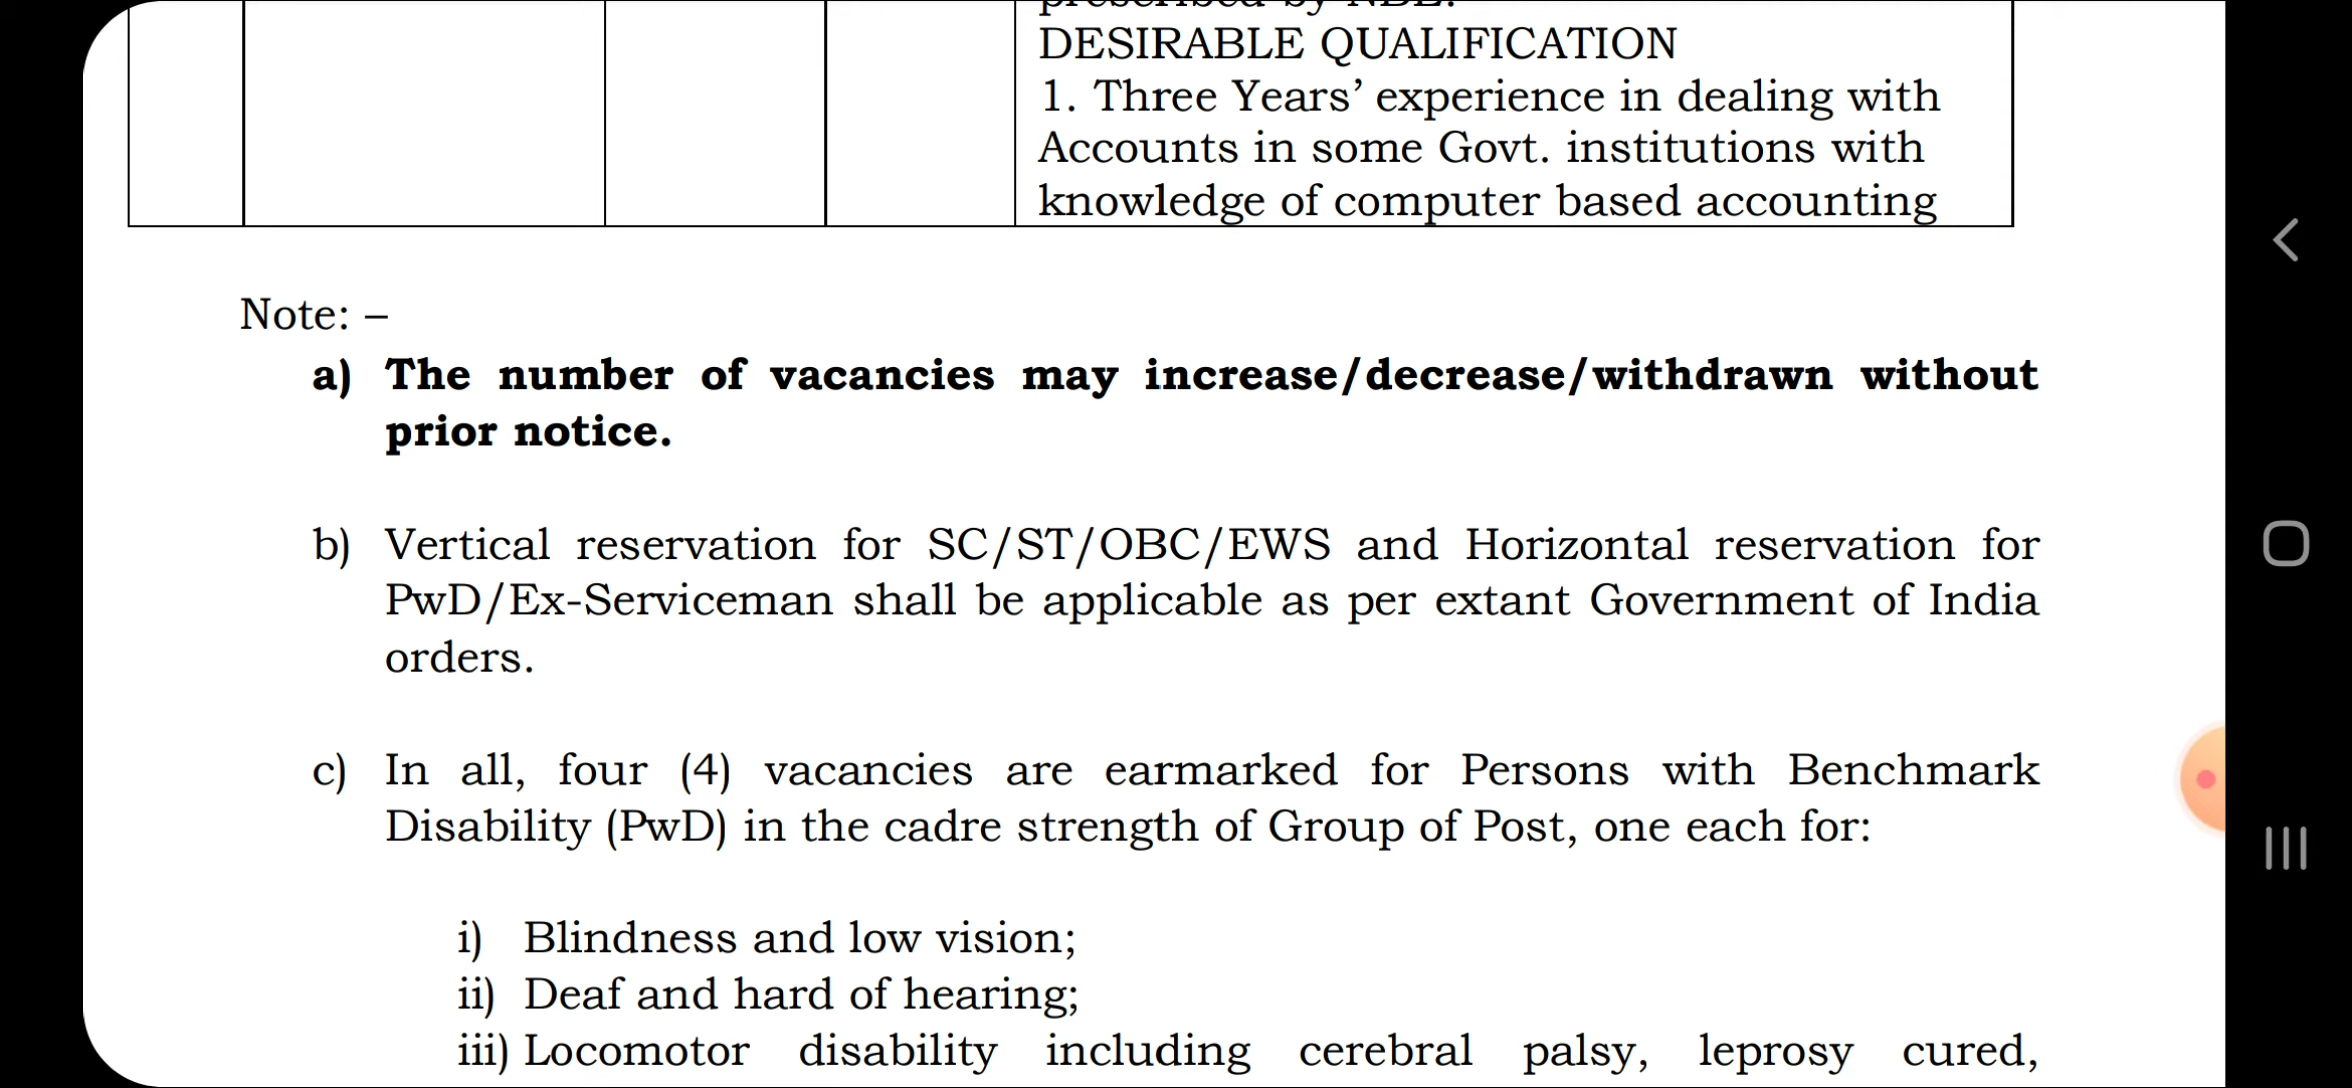 prescribed by NBE.
DESIRABLE QUALIFICATION
1. Three Years’ experience in dealing with
Accounts in some Govt. institutions with
knowledge of computer based accounting
Note: –
a) The number of vacancies may increase/decrease/withdrawn without
prior notice.
b) Vertical reservation for SC/ST/OBC/EWS and Horizontal reservation for
PwD/Ex-Serviceman shall be applicable as per extant Government of India
orders.
c) In all, four (4) vacancies are earmarked for Persons with Benchmark
Disability (PwD) in the cadre strength of Group of Post, one each for:
i) Blindness and low vision;
ii) Deaf and hard of hearing;
iii) Locomotor disability including cerebral palsy, leprosy cured,